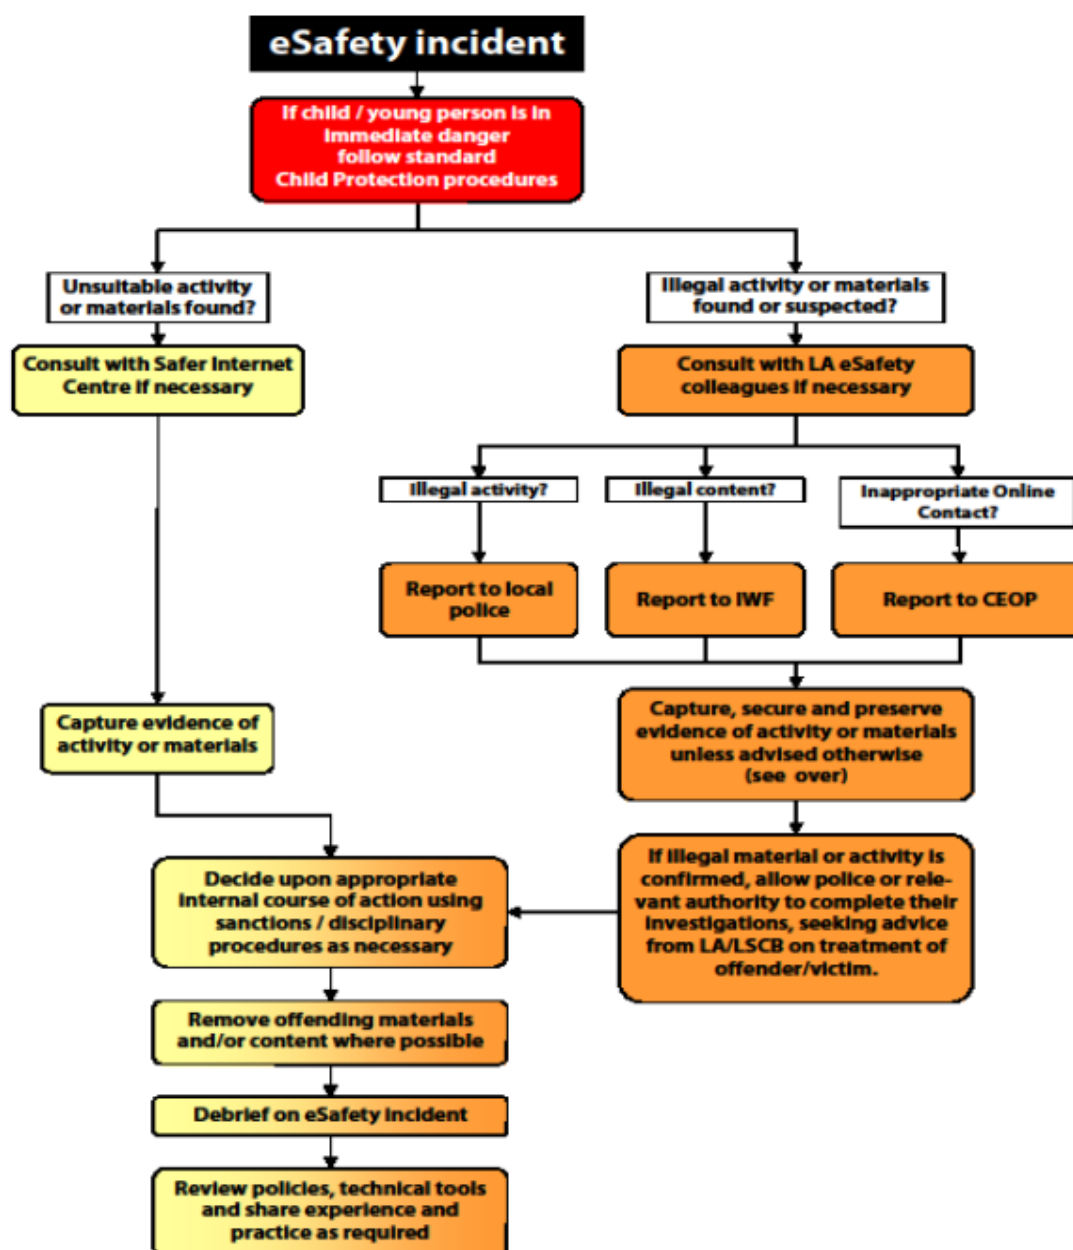 eSafety incident
If child / young person is in
immediate danger
follow standard
Child Protection procedures
Unsuitable activity
or materials found?
Illegal activity or materials
found or suspected?
Consult with Safer Internet
Centre if necessary
Consult with LA eSafety
colleagues if necessary
Illegal activity?
Illegal content?
Inappropriate Online
Contact?
Report to local
police
Report to IWF
Report to CEOP
Capture evidence of
activity or materials
Capture, secure and preserve
evidence of activity or materials
unless advised otherwise
(see over)
Decide upon appropriate
internal course of action using
sanctions / disciplinary
procedures as necessary
If illegal material or activity is
confirmed, allow police or rele-
vant authority to complete their
investigations, seeking advice
from LA/LSCB on treatment of
offender/victim.
Remove offending materials
and/or content where possible
Debrief on eSafety incident
Review policies, technical tools
and share experience and
practice as required